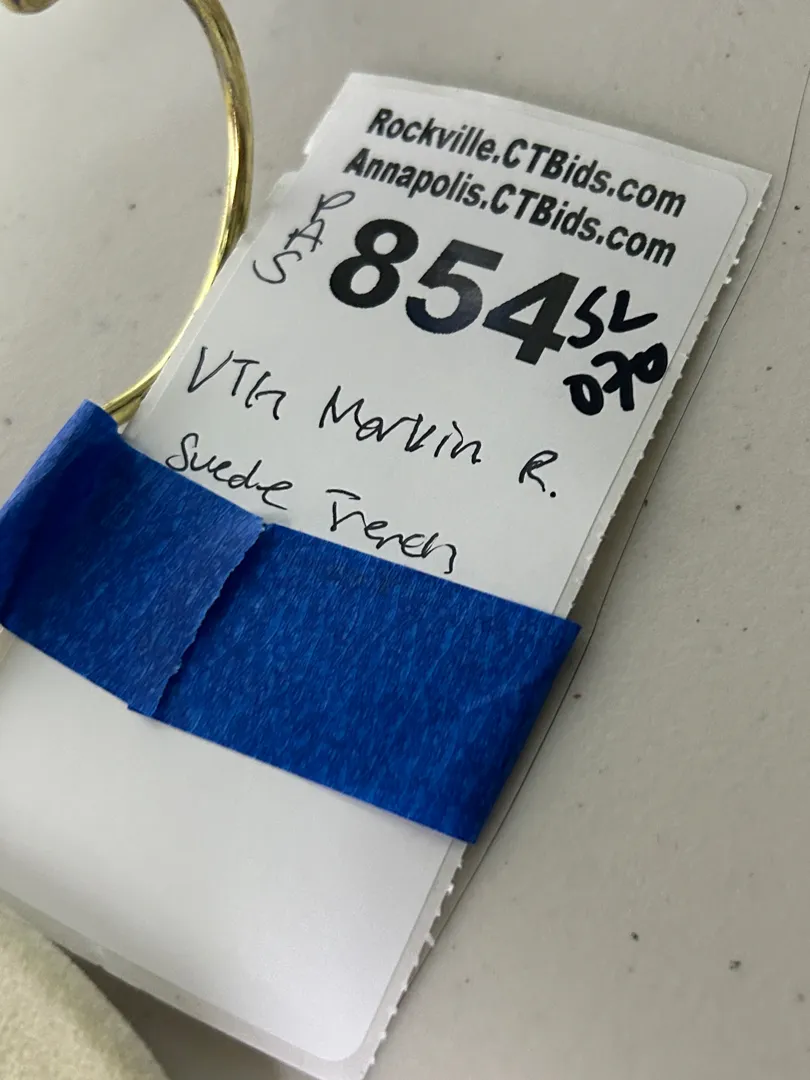 Rockville.CTBids.com
Annapolis.CTBids.com
PAS
854 SL
070
VTG Marvin R.
Suede Trench